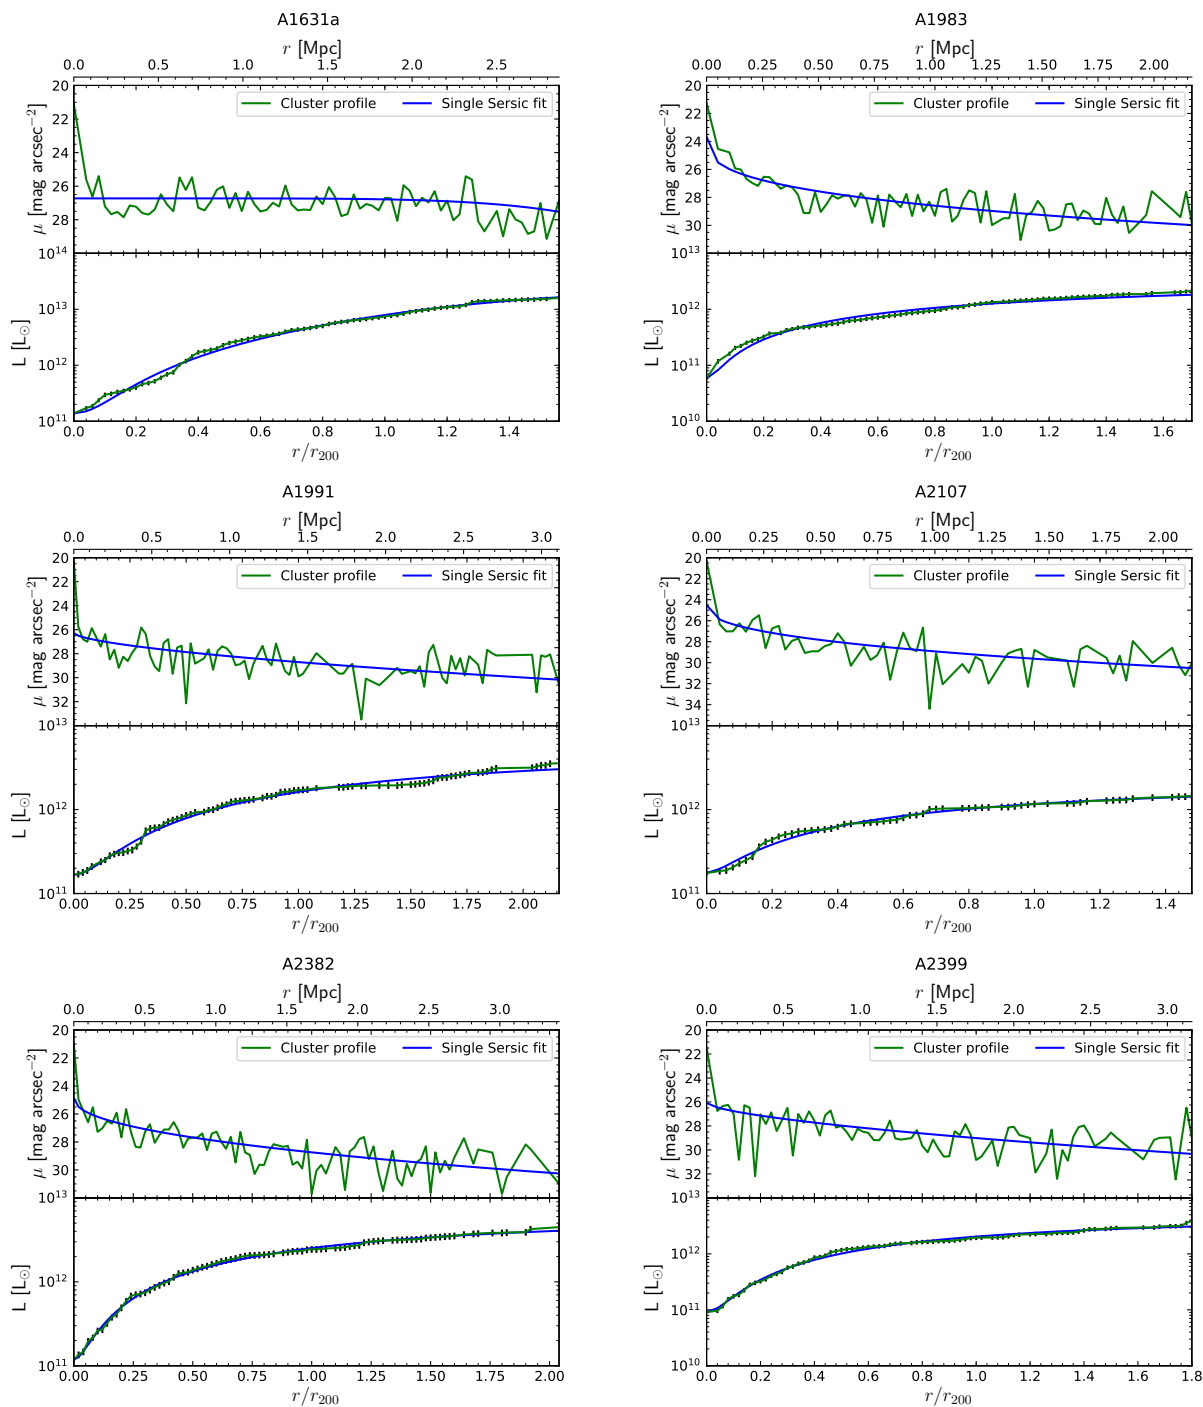 A1631a
r [Mpc]
0.0 0.5 1.0 1.5 2.0 2.5
Cluster profile Single Sersic fit
μ [mag arcsec⁻²]
20 22 24 26 28
10¹⁴ 10¹³ 10¹² 10¹¹
L [L⊙]
0.0 0.2 0.4 0.6 0.8 1.0 1.2 1.4
r/r₂₀₀
A1983
r [Mpc]
0.00 0.25 0.50 0.75 1.00 1.25 1.50 1.75 2.00
Cluster profile Single Sersic fit
μ [mag arcsec⁻²]
20 22 24 26 28 30
10¹³ 10¹² 10¹¹ 10¹⁰
L [L⊙]
0.0 0.2 0.4 0.6 0.8 1.0 1.2 1.4 1.6
r/r₂₀₀
A1991
r [Mpc]
0.0 0.5 1.0 1.5 2.0 2.5 3.0
Cluster profile Single Sersic fit
μ [mag arcsec⁻²]
20 22 24 26 28 30 32
10¹³ 10¹² 10¹¹
L [L⊙]
0.00 0.25 0.50 0.75 1.00 1.25 1.50 1.75 2.00
r/r₂₀₀
A2107
r [Mpc]
0.00 0.25 0.50 0.75 1.00 1.25 1.50 1.75 2.00
Cluster profile Single Sersic fit
μ [mag arcsec⁻²]
20 22 24 26 28 30 32 34
10¹³ 10¹² 10¹¹
L [L⊙]
0.0 0.2 0.4 0.6 0.8 1.0 1.2 1.4
r/r₂₀₀
A2382
r [Mpc]
0.0 0.5 1.0 1.5 2.0 2.5 3.0
Cluster profile Single Sersic fit
μ [mag arcsec⁻²]
20 22 24 26 28 30
10¹³ 10¹² 10¹¹
L [L⊙]
0.00 0.25 0.50 0.75 1.00 1.25 1.50 1.75 2.00
r/r₂₀₀
A2399
r [Mpc]
0.0 0.5 1.0 1.5 2.0 2.5 3.0
Cluster profile Single Sersic fit
μ [mag arcsec⁻²]
20 22 24 26 28 30 32
10¹³ 10¹² 10¹¹ 10¹⁰
L [L⊙]
0.0 0.2 0.4 0.6 0.8 1.0 1.2 1.4 1.6 1.8
r/r₂₀₀